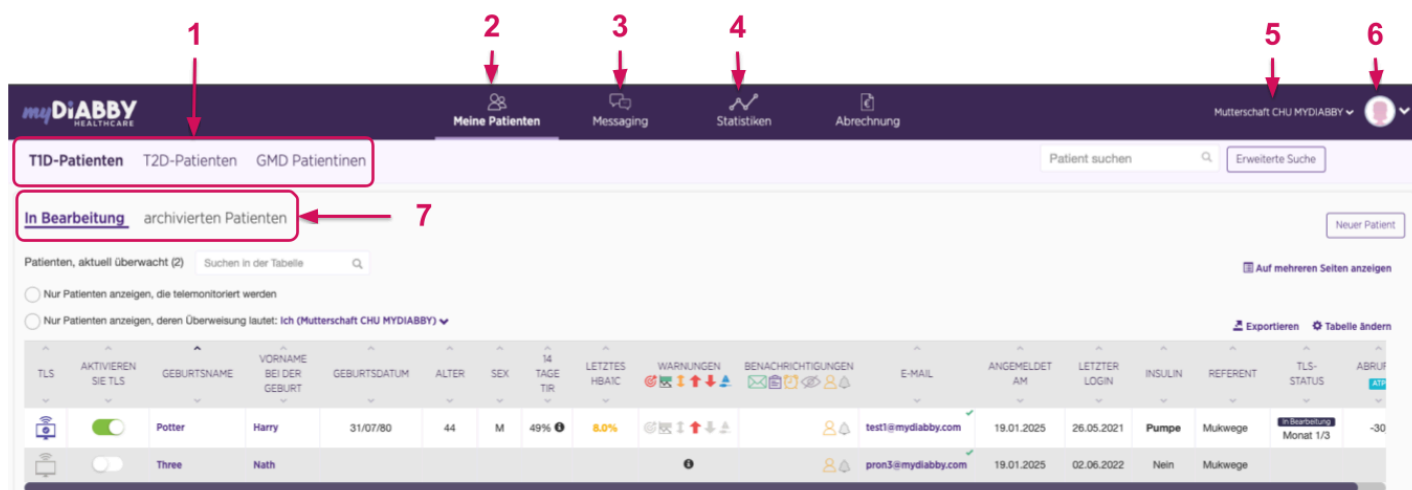 1 2 3 4 5 6
myDiABBY HEALTHCARE Meine Patienten Messaging Statistiken Abrechnung Mutterschaft CHU MYDIABBY
T1D-Patienten T2D-Patienten GMD Patientinen Patient suchen Erweiterte Suche
In Bearbeitung archivierten Patienten 7
Neuer Patient
Patienten, aktuell überwacht (2) Suchen in der Tabelle
Auf mehreren Seiten anzeigen
Nur Patienten anzeigen, die telemonitoriert werden
Nur Patienten anzeigen, deren Überweisung lautet: Ich (Mutterschaft CHU MYDIABBY)
Exportieren Tabelle ändern
TLS AKTIVIEREN SIE TLS GEBURTSNAME VORNAME BEI DER GEBURT GEBURTSDATUM ALTER SEX 14 TAGE TIR LETZTES HBA1C WARNUNGEN BENACHRICHTIGUNGEN E-MAIL ANGEMELDET AM LETZTER LOGIN INSULIN REFERENT TLS-STATUS ABRUF ATP
Potter Harry 31/07/80 44 M 49% 8.0% test1@mydiabby.com 19.01.2025 26.05.2021 Pumpe Mukwege In Bearbeitung Monat 1/3 -30
Three Nath pron3@mydiabby.com 19.01.2025 02.06.2022 Nein Mukwege